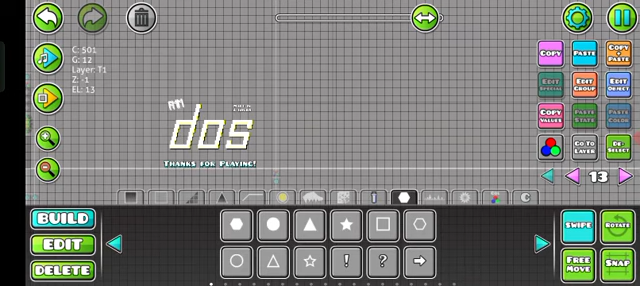 C: 501
G: 12
Layer: T1
Z: -1
EL: 13
COPY
PASTE
COPY + PASTE
EDIT SPECIAL
EDIT GROUP
EDIT OBJECT
COPY VALUES
PASTE STATE
PASTE COLOR
GO TO LAYER
DE-SELECT
13
dos
THANKS FOR PLAYING!
BUILD
EDIT
DELETE
!
?
SWIPE
ROTATE
FREE MOVE
SNAP